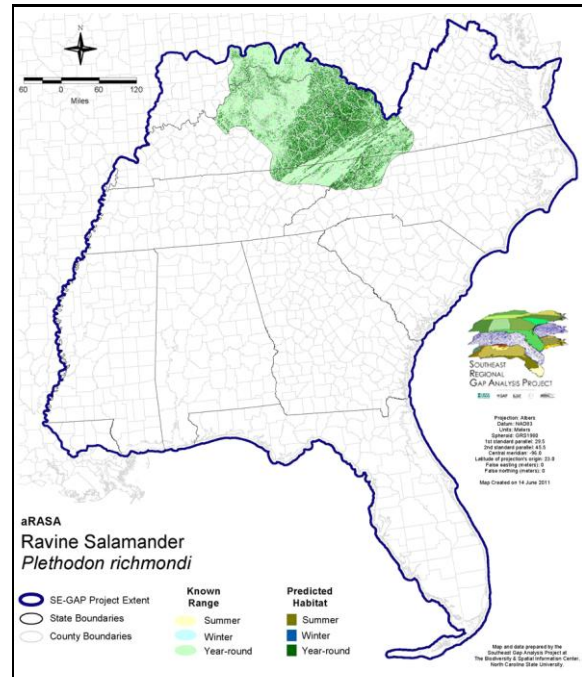 N
60 0 60 120
Miles
SOUTHEAST
REGIONAL
GAP ANALYSIS PROJECT
Projection: Albers
Datum: NAD83
Units: Meters
Spheroid: GRS1980
1st standard parallel: 29.5
2nd standard parallel: 45.5
Central meridian: -96.0
Latitude of projection's origin: 23.0
False easting (meters): 0
False northing (meters): 0
Map Created on 14 June 2011
aRASA
Ravine Salamander
Plethodon richmondi
SE-GAP Project Extent
State Boundaries
County Boundaries
Known
Range
Summer
Winter
Year-round
Predicted
Habitat
Summer
Winter
Year-round
Map and data prepared by the
Southeast Gap Analysis Project at
The Biodiversity & Spatial Information Center,
North Carolina State University.